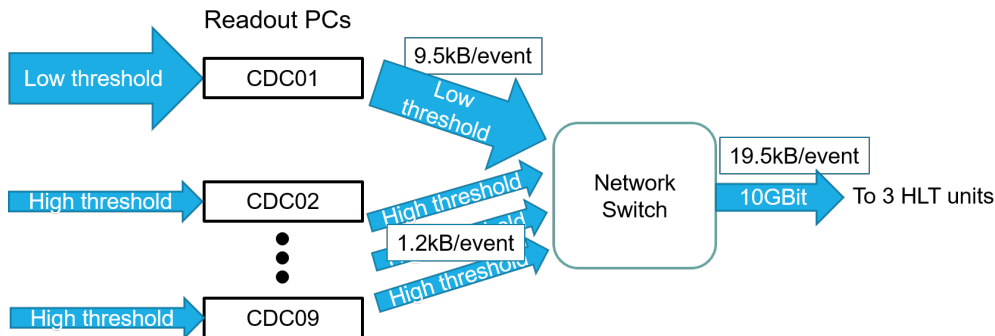 Readout PCs
Low threshold
CDC01
9.5kB/event
Low
threshold
19.5kB/event
Network
Switch
10GBit
To 3 HLT units
High threshold
CDC02
High threshold
1.2kB/event
High threshold
CDC09
High threshold